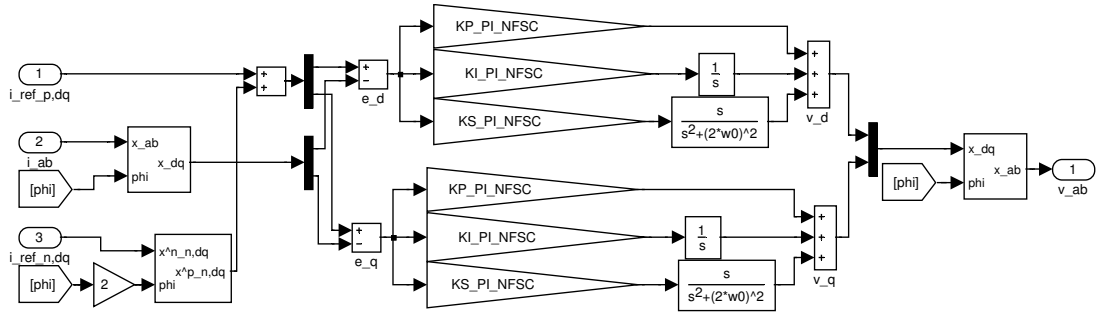 KP_PI_NFSC
1
+
+
+
−
KI_PI_NFSC
1
s
+
+
+
i_ref_p,dq
e_d
KS_PI_NFSC
s
s²+(2*w0)^2
v_d
2
x_ab
i_ab
x_dq
[phi]
phi
x_dq
1
[phi]
phi
x_ab
v_ab
KP_PI_NFSC
+
−
e_q
KI_PI_NFSC
1
s
+
+
+
3
i_ref_n,dq
x^n_n,dq
x^p_n,dq
[phi]
2
phi
KS_PI_NFSC
s
s²+(2*w0)^2
v_q